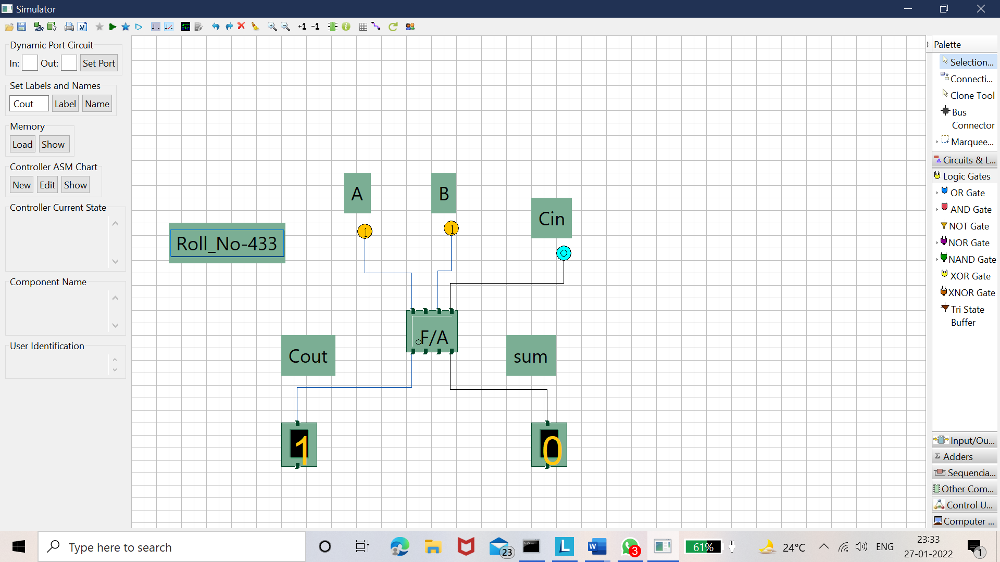 Simulator
+1 -1
Dynamic Port Circuit
In: Out: Set Port
Set Labels and Names
Cout Label Name
Memory
Load Show
Controller ASM Chart
New Edit Show
Controller Current State
Component Name
User Identification
A
B
Cin
1
1
0
Roll_No-433
F/A
Cout
sum
1
0
Palette
Selection...
Connecti...
Clone Tool
Bus
Connector
Marquee...
Circuits & L...
Logic Gates
OR Gate
AND Gate
NOT Gate
NOR Gate
NAND Gate
XOR Gate
XNOR Gate
Tri State
Buffer
Input/Ou...
Σ Adders
Sequencia...
Other Com...
Control U...
Computer ...
Type here to search
23
L
W
3
61%
24°C
ENG
23:33
27-01-2022
1